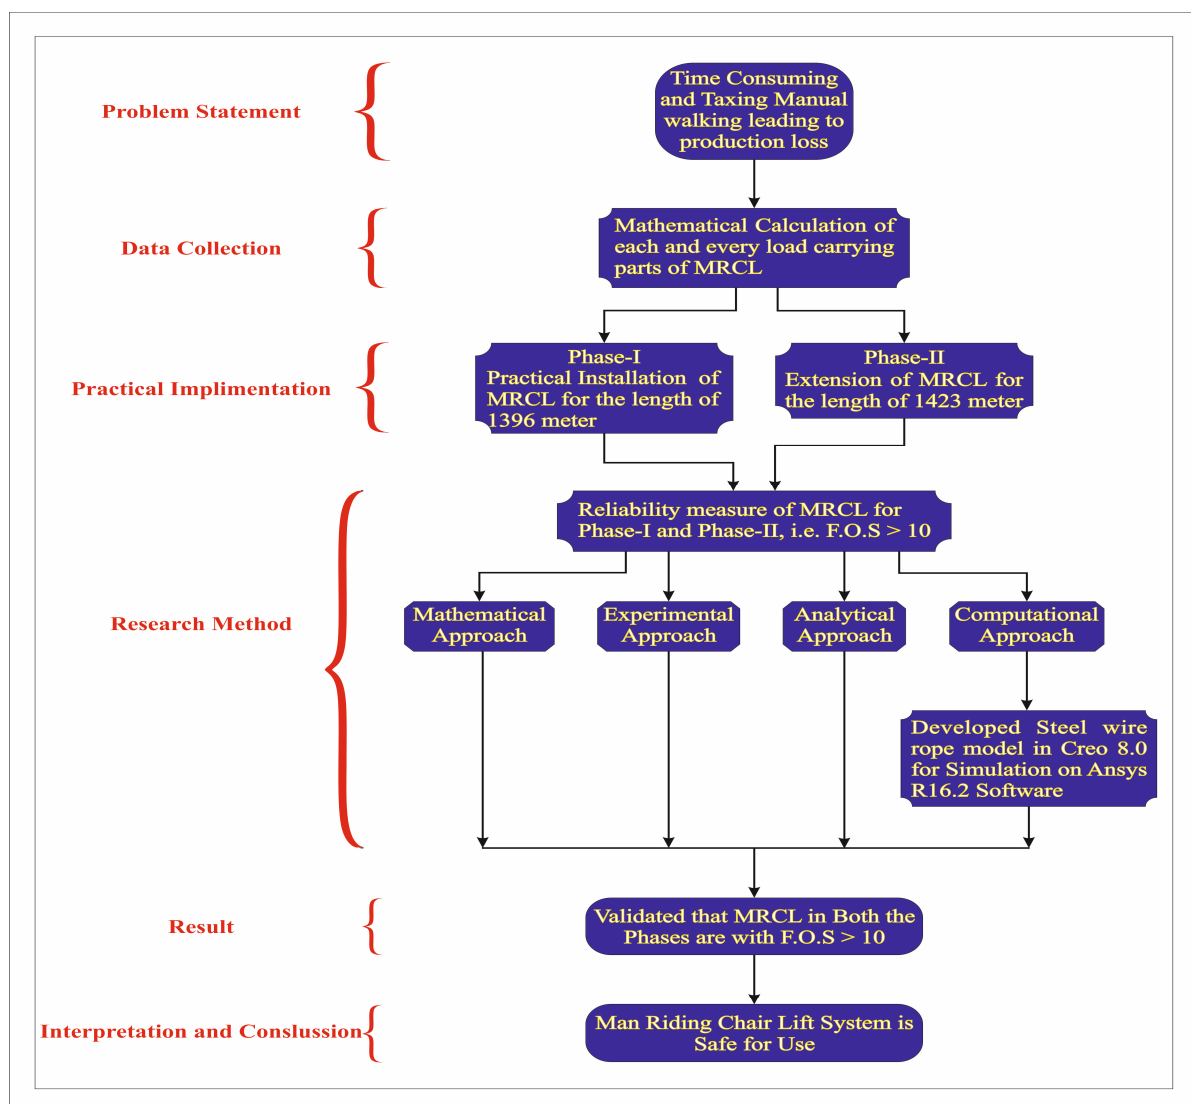 Problem Statement
Time Consuming
and Taxing Manual
walking leading to
production loss
Data Collection
Mathematical Calculation of
each and every load carrying
parts of MRCL
Practical Implimentation
Phase-I
Practical Installation of
MRCL for the length of
1396 meter
Phase-II
Extension of MRCL for
the length of 1423 meter
Research Method
Reliability measure of MRCL for
Phase-I and Phase-II, i.e. F.O.S > 10
Mathematical
Approach
Experimental
Approach
Analytical
Approach
Computational
Approach
Developed Steel wire
rope model in Creo 8.0
for Simulation on Ansys
R16.2 Software
Result
Validated that MRCL in Both the
Phases are with F.O.S > 10
Interpretation and Conslussion
Man Riding Chair Lift System is
Safe for Use